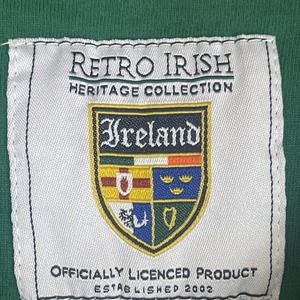 RETRO IRISH
HERITAGE COLLECTION
Ireland
OFFICIALLY LICENCED PRODUCT
ESTABLISHED 2002